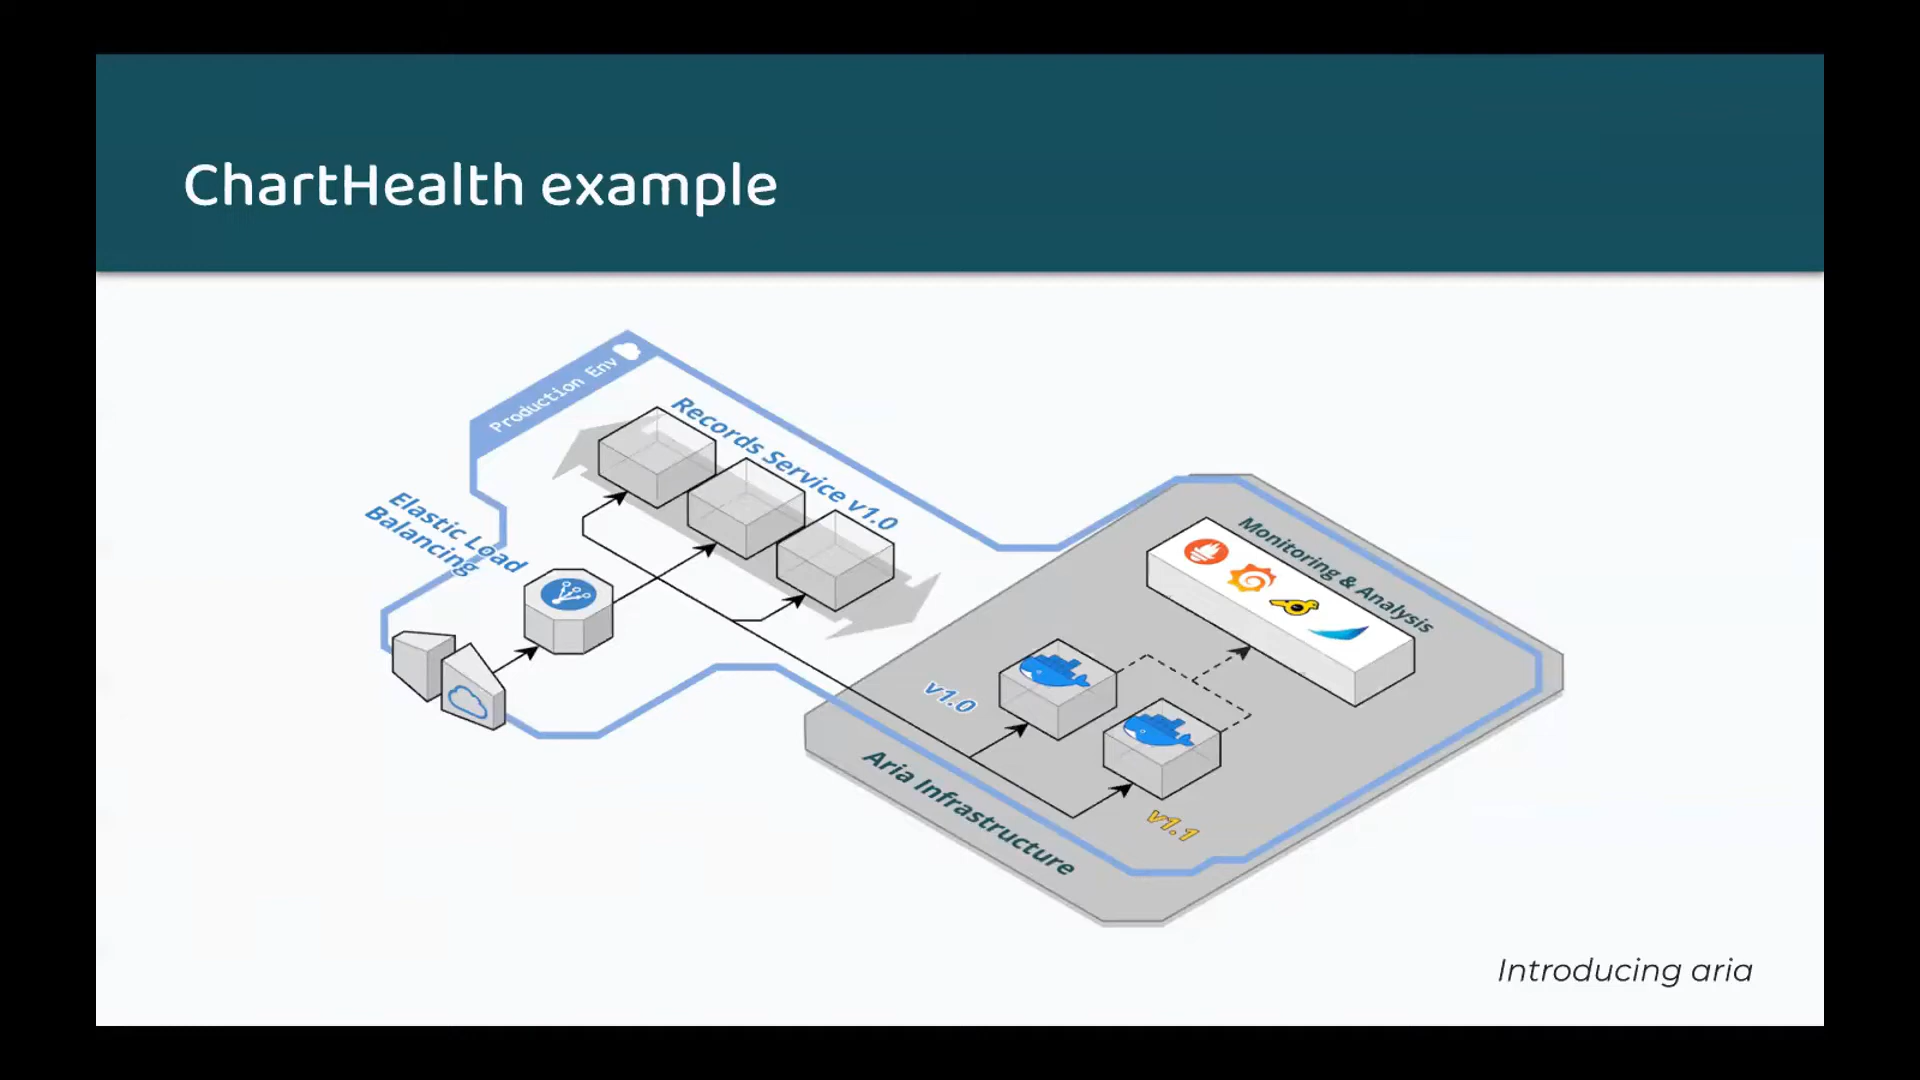 ChartHealth example
Production Env
Records Service v1.0
Elastic Load
Balancing
Monitoring & Analysis
v1.0
v1.1
Aria Infrastructure
Introducing aria